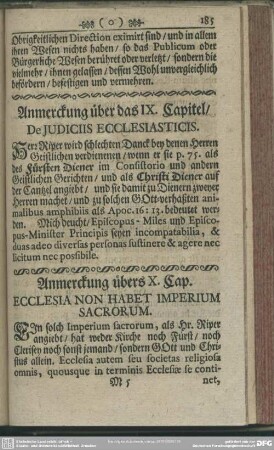 ❧ ( o ) ❧ 185
Obrigkeitlichen Direction eximirt sind / und in allem
ihren Wesen nichts haben / so das Publicum oder
Bürgerliche Wesen berühret oder verletzt / sondern die
vielmehr / ihnen gelassen / dessen Wohl unvergleichlich
befördern / befestigen und vermehren.
Anmerckung über das IX. Capitel /
De JUDICIIS ECCLESIASTICIS.
HErr Riper wird schlechten Danck bey denen Herren
Geistlichen verdienenen / wenn er sie p. 75. als
des Fürsten Diener im Consistorio und andern
Geistlichen Gerichten / und als Christi Diener auf
der Cantzel angiebt / und sie damit zu Dienern zweyer
Herren machet / und zu solchen GOtt-verhaßten ani-
malibus amphibiis als Apoc. 16: 13. bedeutet wer-
den. Mich deucht / Episcopus-Miles und Episco-
pus-Minister Principis seyen incompatabilia, &
duas adeo diversas personas sustinere & agere nec
licitum nec possibile.
Anmerckung übers X. Cap.
ECCLESIA NON HABET IMPERIUM
SACRORUM.
EIn solch Imperium sacrorum, als Hr. Riper
angiebt / hat weder Kirche noch Fürst / noch
Clerisey noch sonst jemand / sondern GOtt und Chri-
stus allein. Ecclesia autem seu societas religiosa
omnis, quousque in terminis Ecclesiæ se conti-
M 5 net,